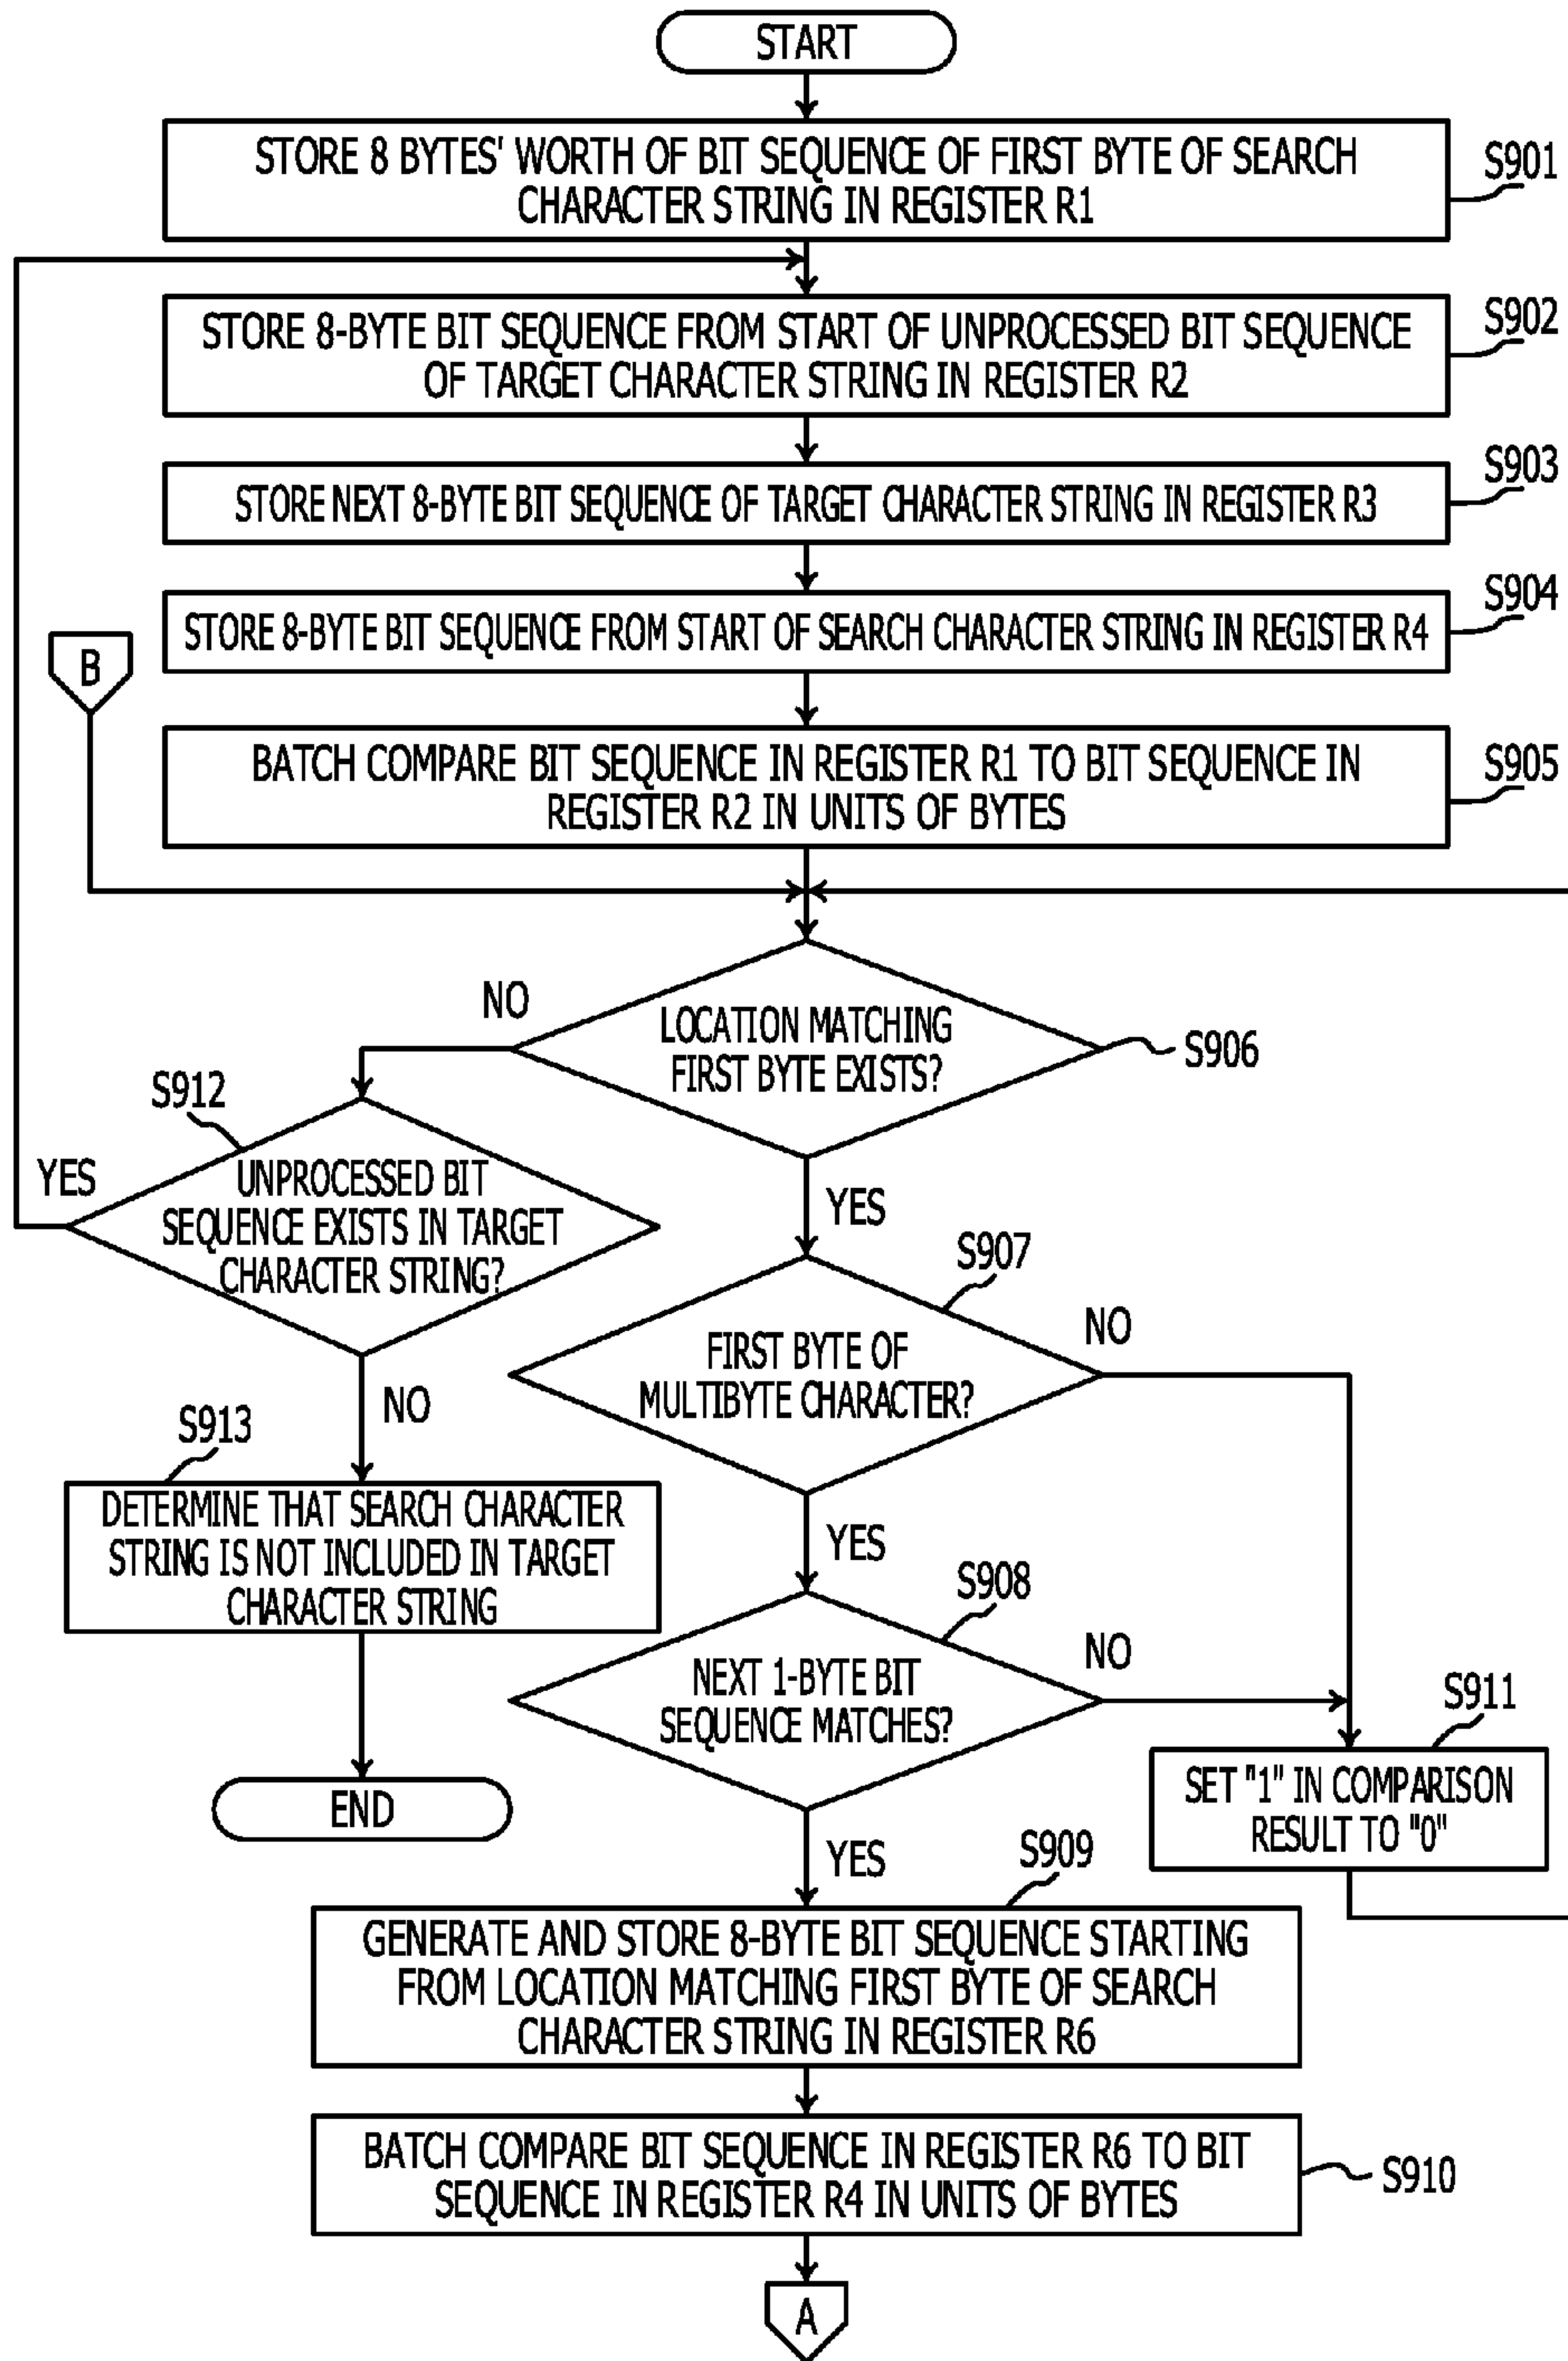 START
STORE 8 BYTES' WORTH OF BIT SEQUENCE OF FIRST BYTE OF SEARCH
CHARACTER STRING IN REGISTER R1
S901
STORE 8-BYTE BIT SEQUENCE FROM START OF UNPROCESSED BIT SEQUENCE
OF TARGET CHARACTER STRING IN REGISTER R2
S902
STORE NEXT 8-BYTE BIT SEQUENCE OF TARGET CHARACTER STRING IN REGISTER R3
S903
STORE 8-BYTE BIT SEQUENCE FROM START OF SEARCH CHARACTER STRING IN REGISTER R4
S904
B
BATCH COMPARE BIT SEQUENCE IN REGISTER R1 TO BIT SEQUENCE IN
REGISTER R2 IN UNITS OF BYTES
S905
NO
LOCATION MATCHING
FIRST BYTE EXISTS?
S906
S912
YES
UNPROCESSED BIT
SEQUENCE EXISTS IN TARGET
CHARACTER STRING?
YES
S907
NO
FIRST BYTE OF
MULTIBYTE CHARACTER?
NO
S913
DETERMINE THAT SEARCH CHARACTER
STRING IS NOT INCLUDED IN TARGET
CHARACTER STRING
YES
S908
NEXT 1-BYTE BIT
SEQUENCE MATCHES?
NO
S911
SET "1" IN COMPARISON
RESULT TO "0"
END
YES
S909
GENERATE AND STORE 8-BYTE BIT SEQUENCE STARTING
FROM LOCATION MATCHING FIRST BYTE OF SEARCH
CHARACTER STRING IN REGISTER R6
BATCH COMPARE BIT SEQUENCE IN REGISTER R6 TO BIT
SEQUENCE IN REGISTER R4 IN UNITS OF BYTES
S910
A